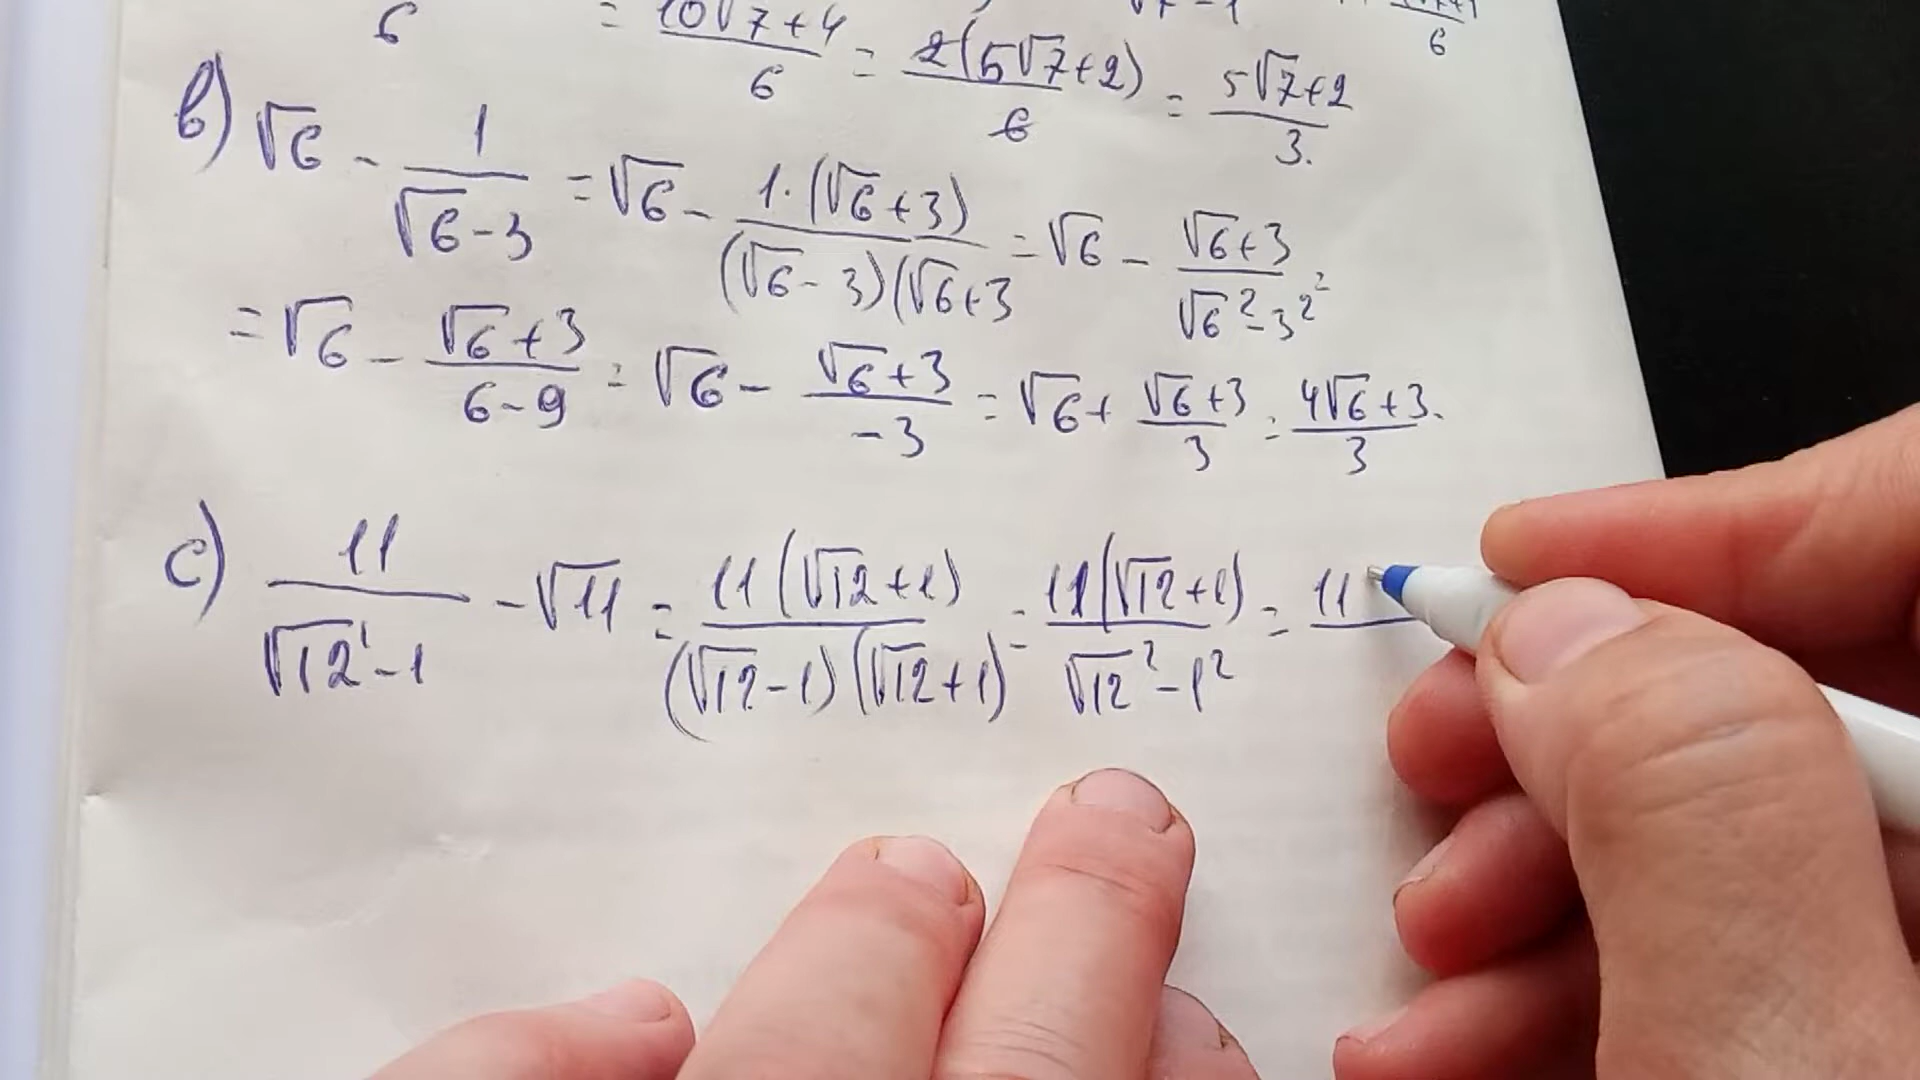 6 = (10√7+4)/6 = 2(5√7+2)/6 = (5√7+2)/3.
b) √6 - 1/(√6-3) = √6 - 1·(√6+3)/(√6-3)(√6+3 = √6 - (√6+3)/(√6²-3²)
= √6 - (√6+3)/(6-9) = √6 - (√6+3)/(-3) = √6 + (√6+3)/3 = (4√6+3)/3.
c) 11/(√12-1) - √11 = 11(√12+1)/(√12-1)(√12+1) = 11(√12+1)/(√12²-1²) = 11